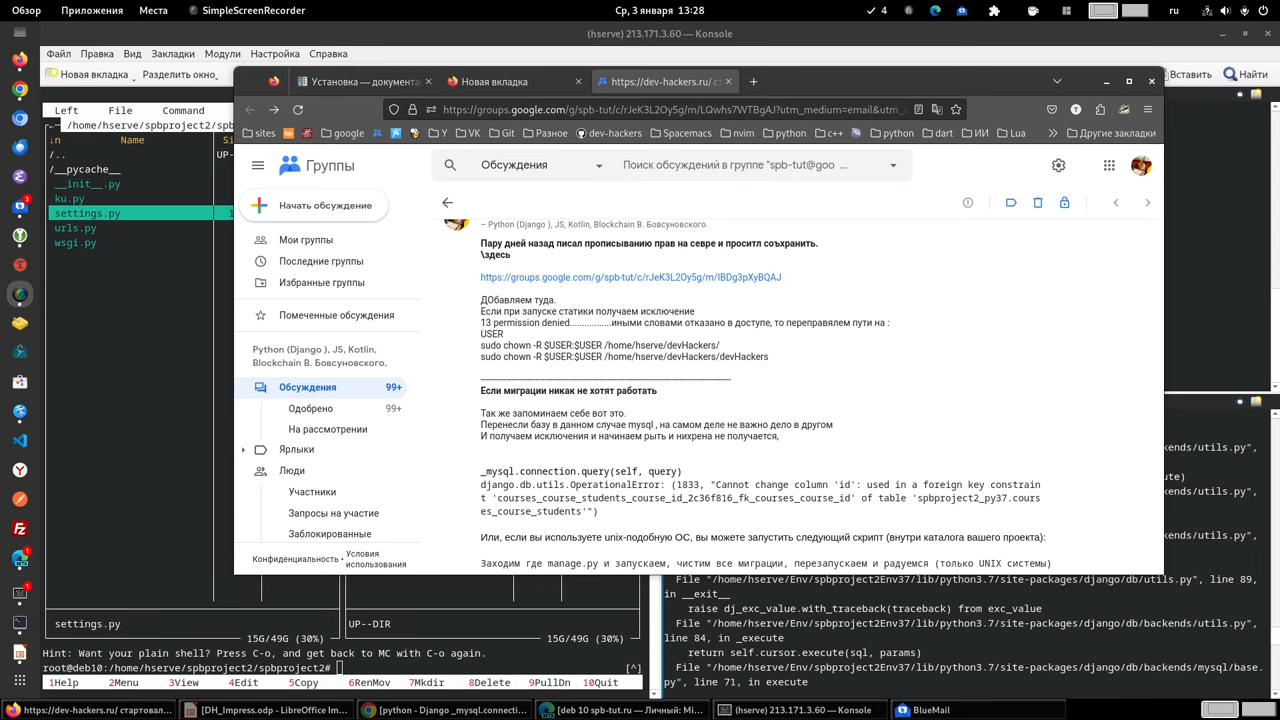 Обзор Приложения Места SimpleScreenRecorder Ср, 3 января 13:28 4 ru
(hserve) 213.171.3.60 — Konsole
Файл Правка Вид Закладки Модули Настройка Справка
Новая вкладка Разделить окно Вставить Найти
Установка — документа Новая вкладка https://dev-hackers.ru/ ст
https://groups.google.com/g/spb-tut/c/rJeK3L2Oy5g/m/LQwhs7WTBgAJ?utm_medium=email&utm_
sites google Y VK Git Разное dev-hackers Spacemacs nvim python c++ python dart ИИ Lua Другие закладки
Left File Command
/home/hserve/spbproject2/spb
↓n Name Si
/.. UP--
/__pycache__
__init__.py
ku.py
settings.py 1
urls.py
wsgi.py
Группы
Обсуждения
Поиск обсуждений в группе "spb-tut@goo ...
Начать обсуждение
Мои группы
Последние группы
Избранные группы
Помеченные обсуждения
Python (Django ), JS, Kotlin,
Blockchain В. Бовсуновского.
Обсуждения 99+
Одобрено 99+
На рассмотрении
Ярлыки
Люди
Участники
Запросы на участие
Заблокированные
Конфиденциальность • Условия
использования
– Python (Django ), JS, Kotlin, Blockchain В. Бовсуновского.
Пару дней назад писал прописыванию прав на севре и проситл соъхранить.
\здесь
https://groups.google.com/g/spb-tut/c/rJeK3L2Oy5g/m/IBDg3pXyBQAJ
ДОбавляем туда.
Если при запуске статики получаем исключение
13 permission denied.................иными словами отказано в доступе, то переправялем пути на :
USER
sudo chown -R $USER:$USER /home/hserve/devHackers/
sudo chown -R $USER:$USER /home/hserve/devHackers/devHackers
Если миграции никак не хотят работать
Так же запоминаем себе вот это.
Перенесли базу в данном случае mysql , на самом деле не важно дело в другом
И получаем исключения и начинаем рыть и нихрена не получается,
_mysql.connection.query(self, query)
django.db.utils.OperationalError: (1833, "Cannot change column 'id': used in a foreign key constrain
t 'courses_course_students_course_id_2c36f816_fk_courses_course_id' of table 'spbproject2_py37.cours
es_course_students'")
Или, если вы используете unix-подобную ОС, вы можете запустить следующий скрипт (внутри каталога вашего проекта):
Заходим где manage.py и запускаем, чистим все миграции, перезапускаем и радуемся (только UNIX системы)
ackends/utils.py",
te)
ackends/utils.py",
ackends/utils.py",
File "/home/hserve/Env/spbproject2Env37/lib/python3.7/site-packages/django/db/utils.py", line 89,
in __exit__
raise dj_exc_value.with_traceback(traceback) from exc_value
File "/home/hserve/Env/spbproject2Env37/lib/python3.7/site-packages/django/db/backends/utils.py",
line 84, in _execute
return self.cursor.execute(sql, params)
File "/home/hserve/Env/spbproject2Env37/lib/python3.7/site-packages/django/db/backends/mysql/base.
py", line 71, in execute
settings.py UP--DIR
15G/49G (30%) 15G/49G (30%)
Hint: Want your plain shell? Press C-o, and get back to MC with C-o again.
root@deb10:/home/hserve/spbproject2/spbproject2# [^]
1Help 2Menu 3View 4Edit 5Copy 6RenMov 7Mkdir 8Delete 9PullDn 10Quit
https://dev-hackers.ru/ стартовал... [DH_Impress.odp - LibreOffice Im... [python - Django _mysql.connecti... [deb 10 spb-tut.ru — Личный: Mi... (hserve) 213.171.3.60 — Konsole BlueMail